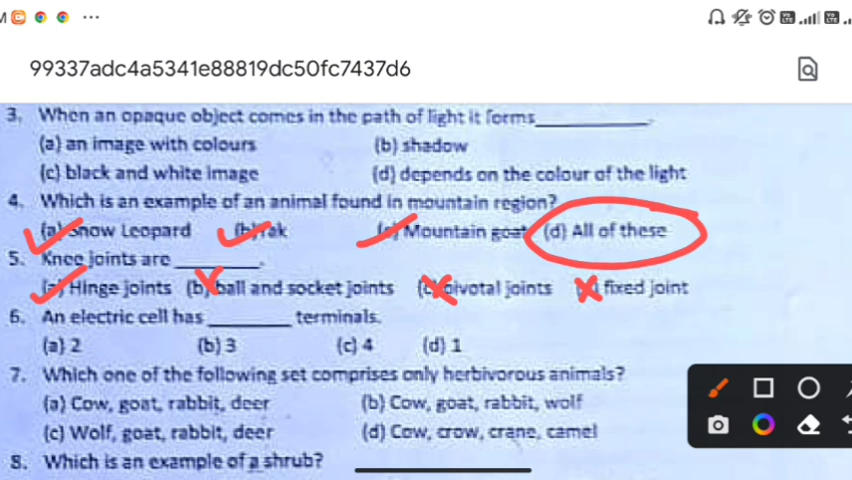 99337adc4a5341e88819dc50fc7437d6
3. When an opaque object comes in the path of light it forms__________.
(a) an image with colours (b) shadow
(c) black and white image (d) depends on the colour of the light
4. Which is an example of an animal found in mountain region?
(a) Snow Leopard (b) Yak (c) Mountain goat (d) All of these
5. Knee joints are ________.
(a) Hinge joints (b) ball and socket joints (c) pivotal joints (d) fixed joint
6. An electric cell has ________ terminals.
(a) 2 (b) 3 (c) 4 (d) 1
7. Which one of the following set comprises only herbivorous animals?
(a) Cow, goat, rabbit, deer (b) Cow, goat, rabbit, wolf
(c) Wolf, goat, rabbit, deer (d) Cow, crow, crane, camel
8. Which is an example of a shrub?